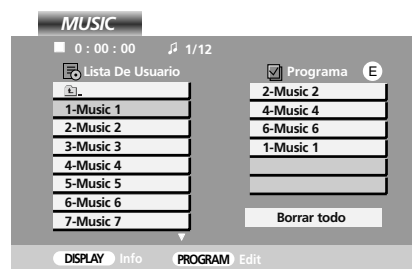 MUSIC
0 : 00 : 00 1/12
Lista De Usuario
1-Music 1
2-Music 2
3-Music 3
4-Music 4
5-Music 5
6-Music 6
7-Music 7
Programa E
2-Music 2
4-Music 4
6-Music 6
1-Music 1
Borrar todo
DISPLAY Info PROGRAM Edit